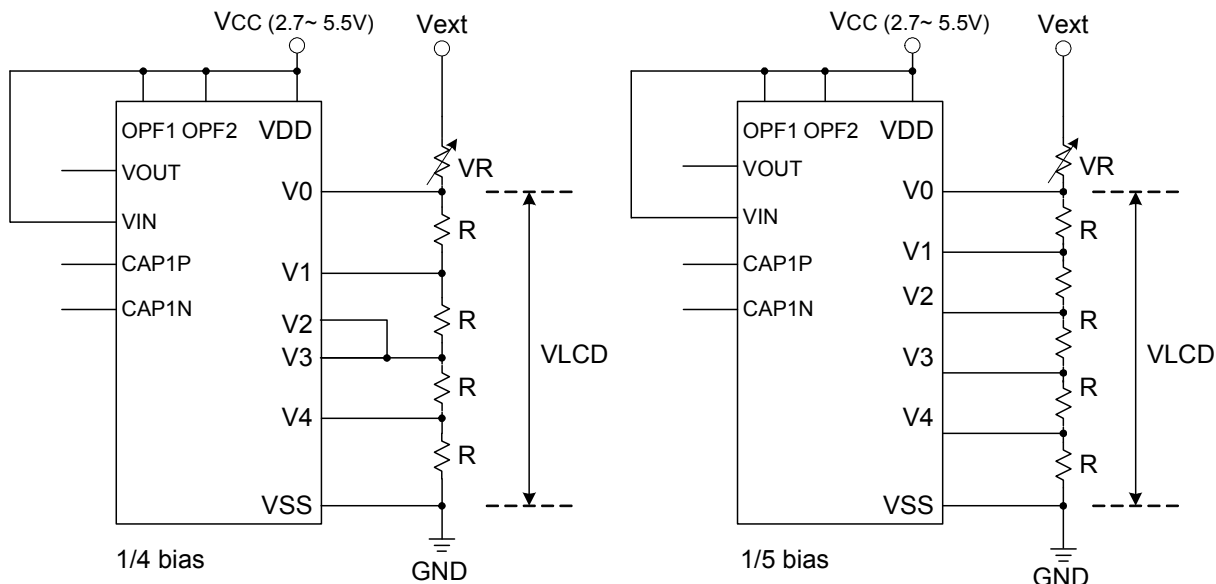 VCC (2.7~ 5.5V)
Vext
OPF1 OPF2 VDD
VOUT
VR
V0
VIN
R
V1
CAP1P
CAP1N
R
V2
V3
VLCD
R
V4
R
VSS
1/4 bias
GND
VCC (2.7~ 5.5V)
Vext
OPF1 OPF2 VDD
VOUT
VR
V0
VIN
R
V1
CAP1P
R
V2
CAP1N
R
V3
VLCD
R
V4
R
VSS
1/5 bias
GND